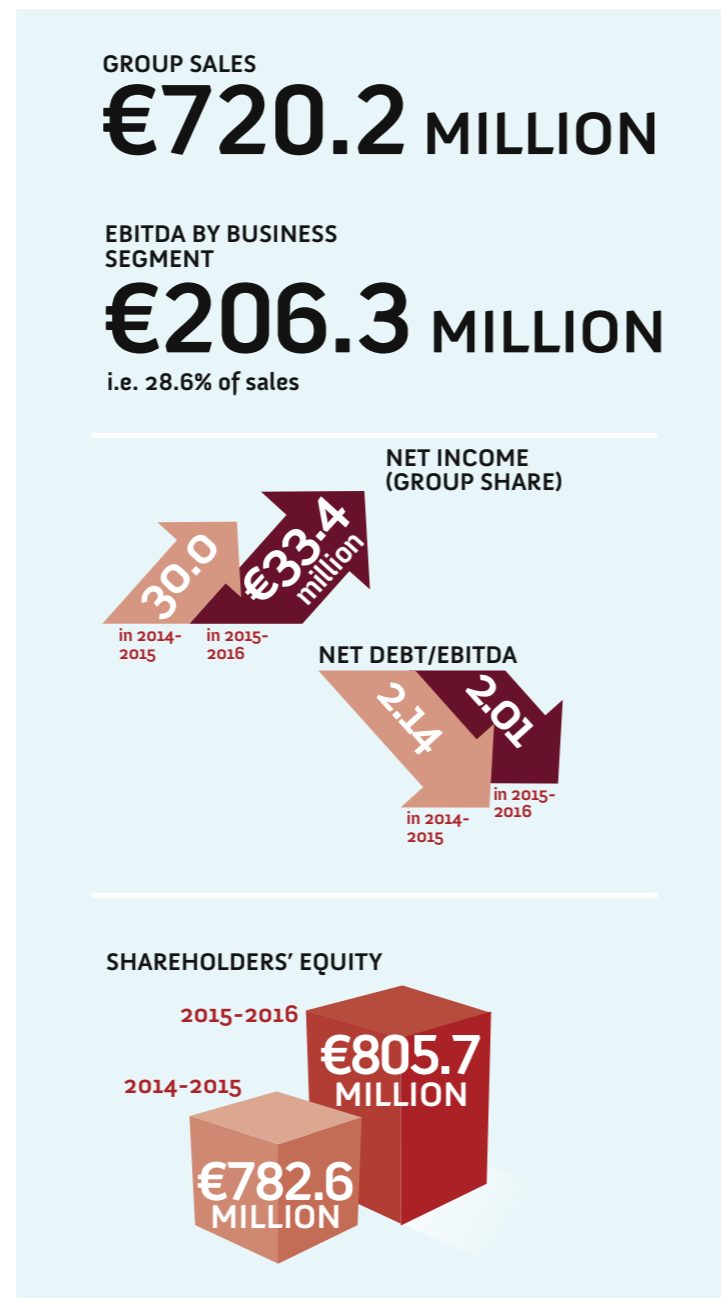 GROUP SALES
€720.2 MILLION
EBITDA BY BUSINESS
SEGMENT
€206.3 MILLION
i.e. 28.6% of sales
NET INCOME
(GROUP SHARE)
30.0
€33.4
million
in 2014-
2015
in 2015-
2016
NET DEBT/EBITDA
2.14
2.01
in 2014-
2015
in 2015-
2016
SHAREHOLDERS’ EQUITY
2015-2016
€805.7
MILLION
2014-2015
€782.6
MILLION